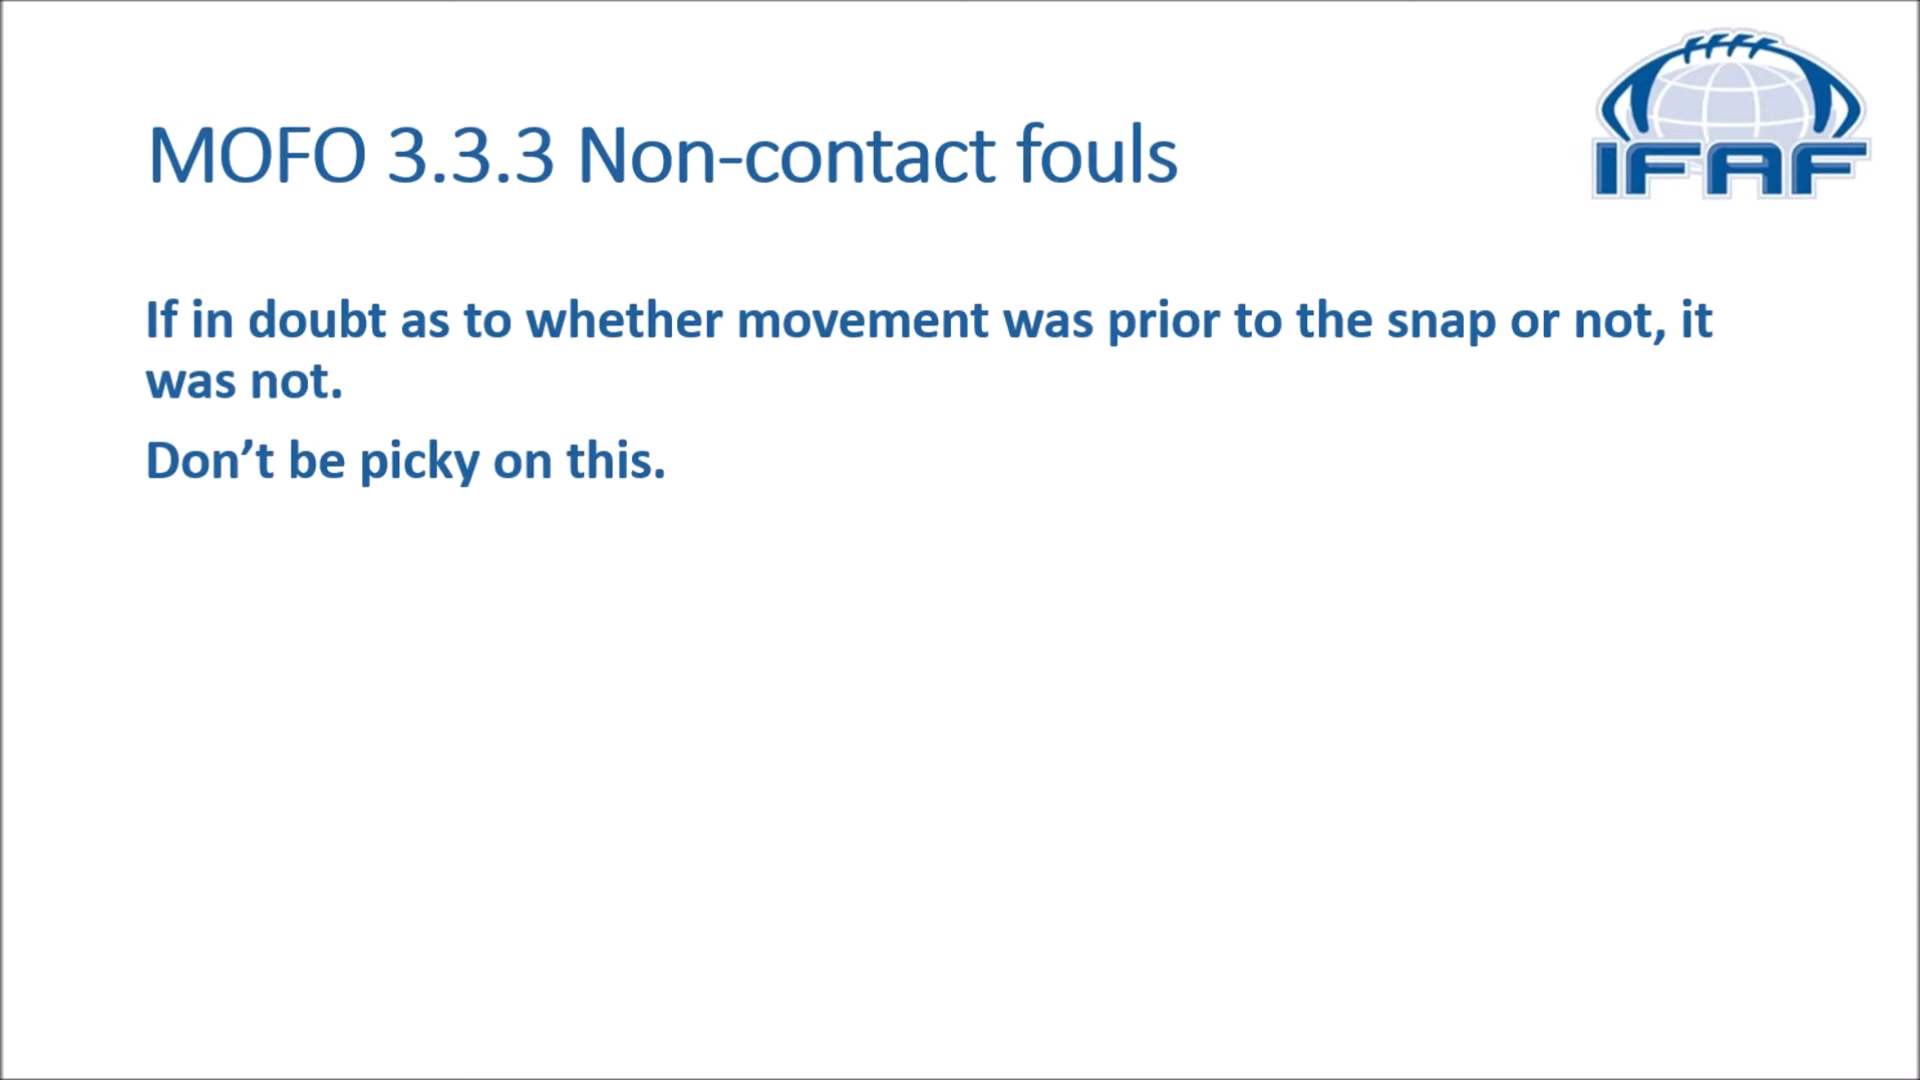 MOFO 3.3.3 Non-contact fouls
IFAF
If in doubt as to whether movement was prior to the snap or not, it
was not.
Don’t be picky on this.